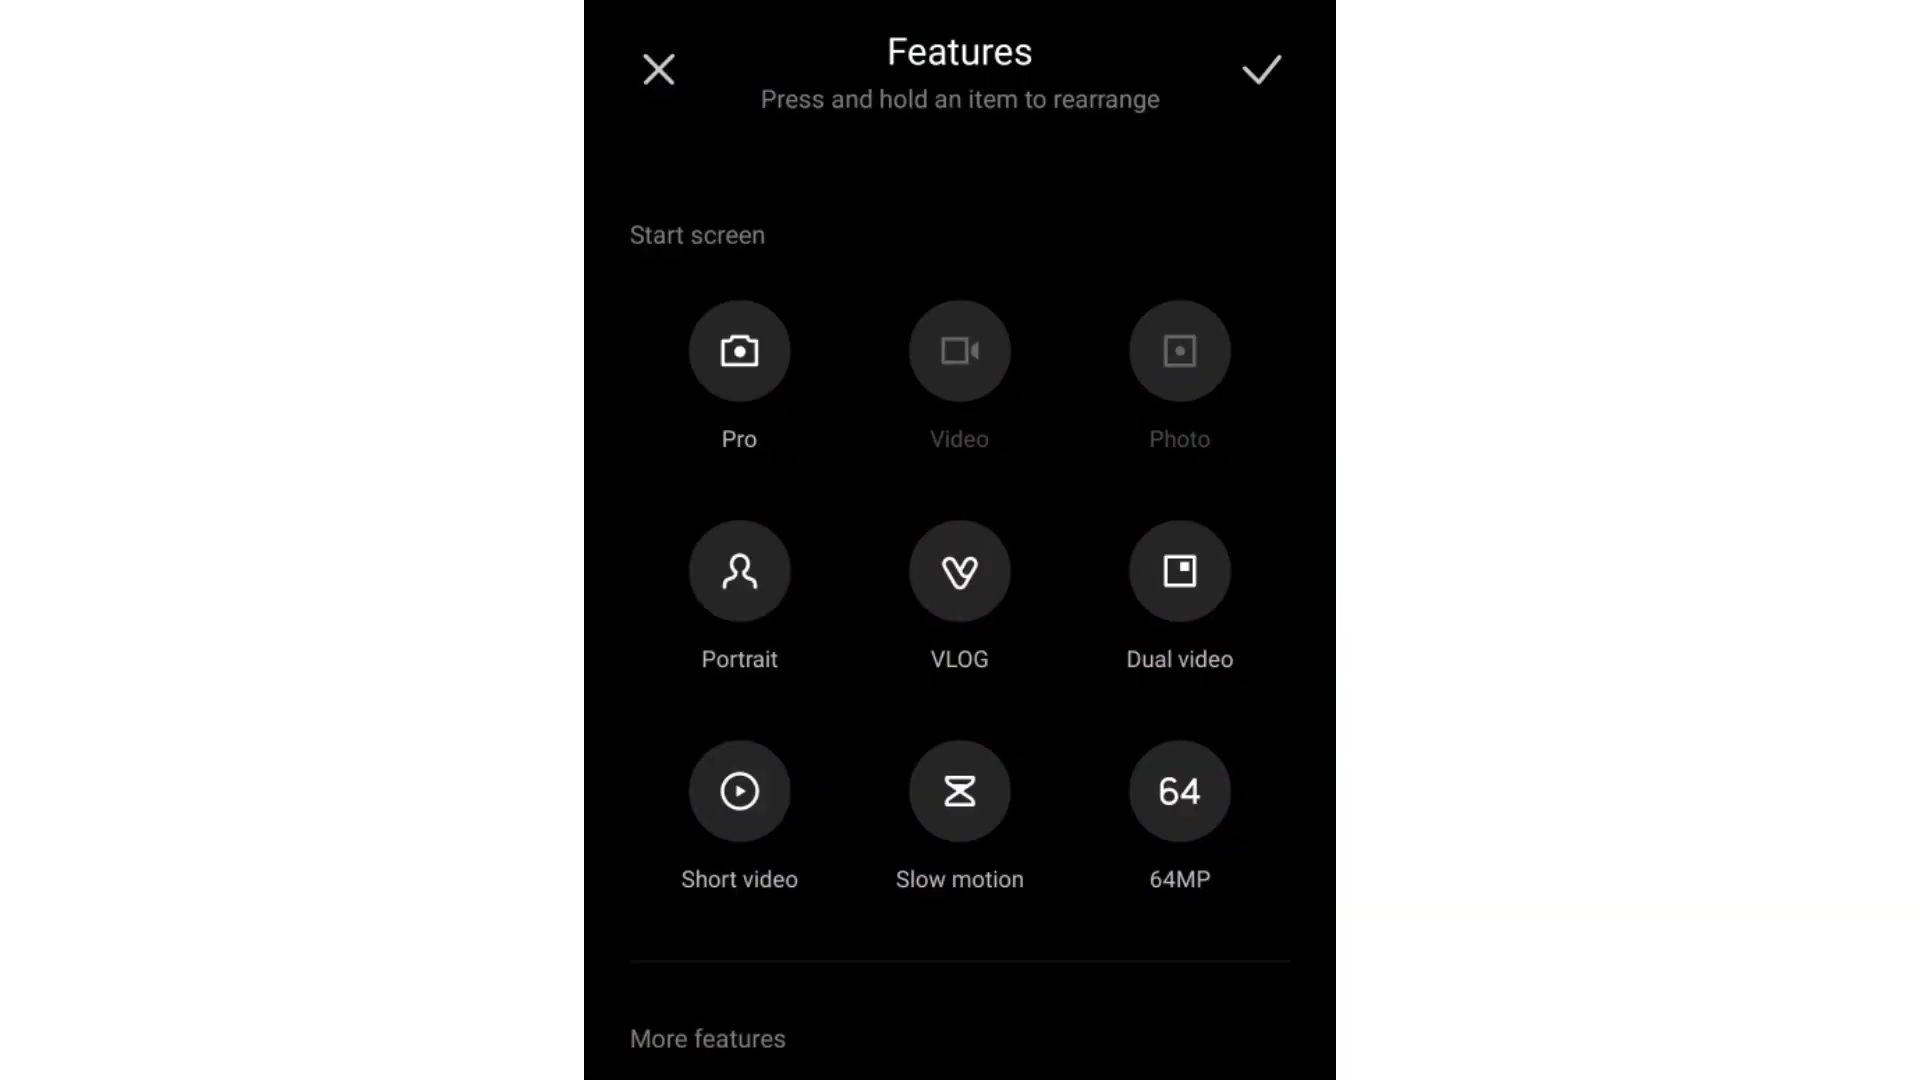 Features
Press and hold an item to rearrange
Start screen
Pro
Video
Photo
Portrait
VLOG
Dual video
64
Short video
Slow motion
64MP
More features